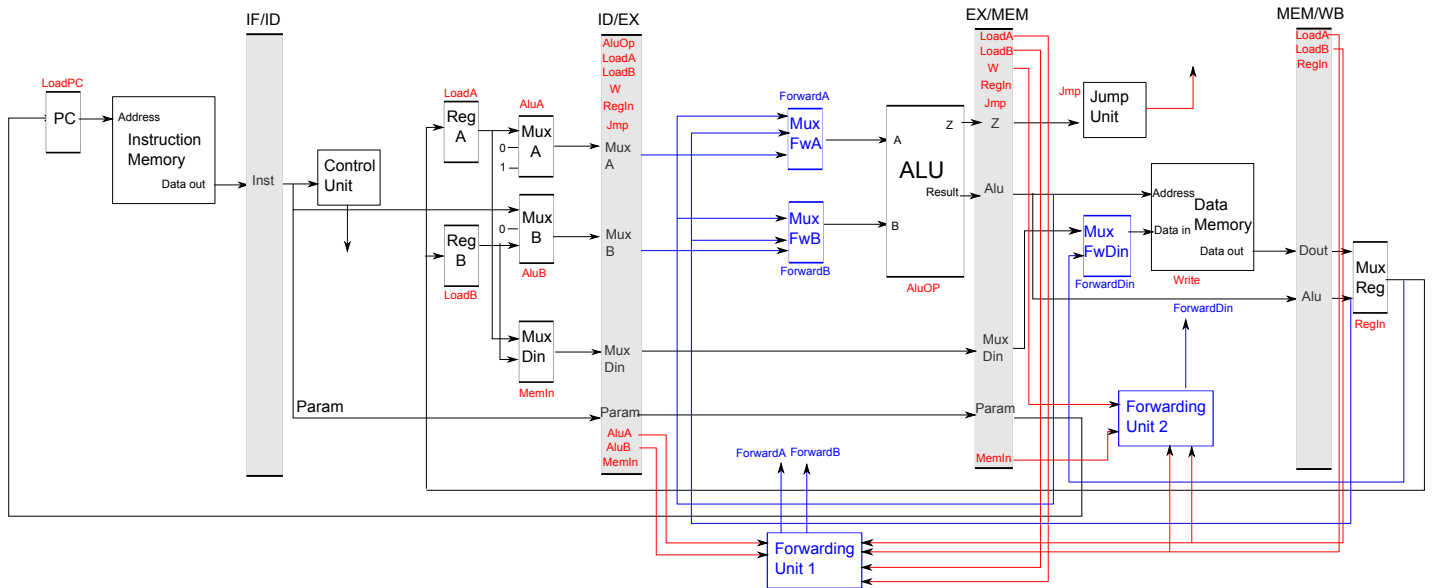 IF/ID
ID/EX
EX/MEM
MEM/WB
LoadPC
PC
Address
Instruction
Memory
Data out
Inst
Control
Unit
Param
LoadA
Reg
A
AluA
Mux
A
0
1
Mux
B
0
AluB
Reg
B
LoadB
Mux
Din
MemIn
AluOp
LoadA
LoadB
W
RegIn
Jmp
Mux
A
Mux
B
Mux
Din
Param
AluA
AluB
MemIn
ForwardA
Mux
FwA
Mux
FwB
ForwardB
A
B
ALU
Z
Result
AluOP
ForwardA
ForwardB
Forwarding
Unit 1
LoadA
LoadB
W
RegIn
Jmp
Z
Alu
Mux
Din
Param
MemIn
Jmp
Jump
Unit
Mux
FwDin
ForwardDin
Address
Data
Memory
Data in
Data out
Write
ForwardDin
Forwarding
Unit 2
LoadA
LoadB
RegIn
Dout
Alu
Mux
Reg
RegIn